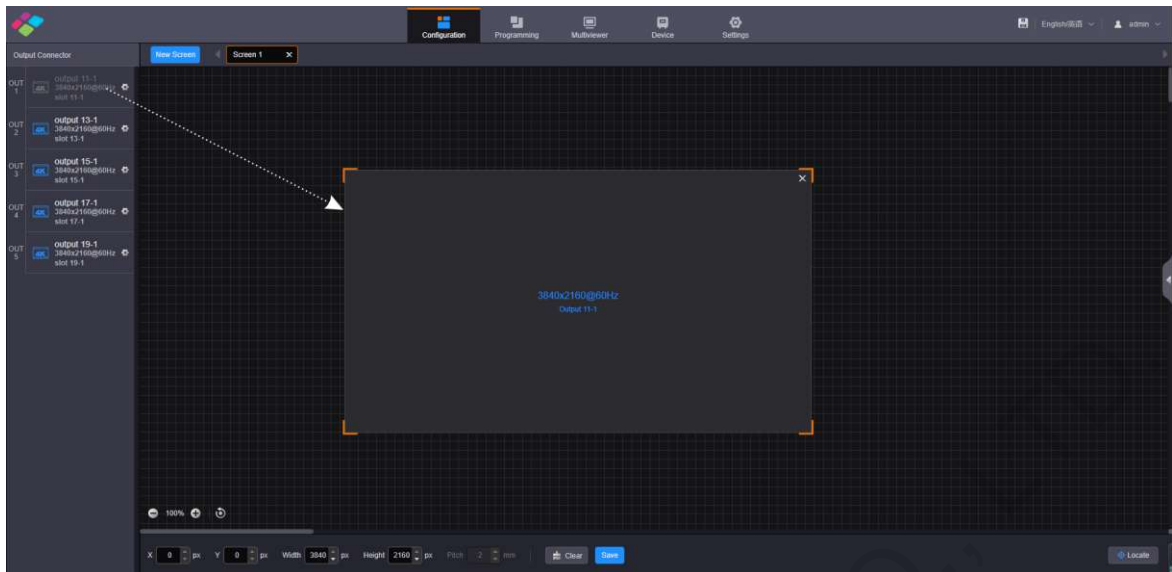 Configuration
Programming
Multiviewer
Device
Settings
English/英语
admin
Output Connector
New Screen
Screen 1
OUT
1
output 11-1
3840x2160@60Hz
slot 11-1
OUT
2
4K
output 13-1
3840x2160@60Hz
slot 13-1
OUT
3
4K
output 15-1
3840x2160@60Hz
slot 15-1
OUT
4
4K
output 17-1
3840x2160@60Hz
slot 17-1
OUT
5
4K
output 19-1
3840x2160@60Hz
slot 19-1
3840x2160@60Hz
Output 11-1
100%
X 0 px Y 0 px Width 3840 px Height 2160 px Pitch 2 mm Clear Save Locate